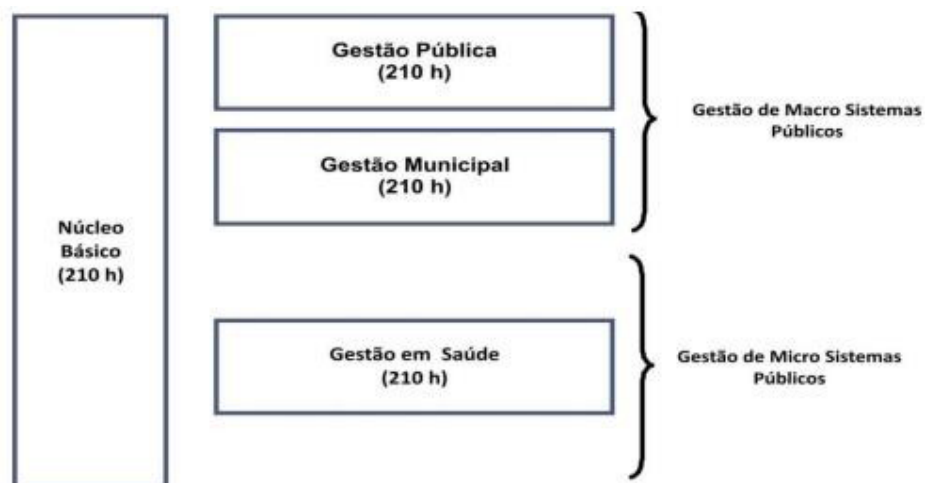 Núcleo
Básico
(210 h)
Gestão Pública
(210 h)
Gestão Municipal
(210 h)
Gestão de Macro Sistemas
Públicos
Gestão em Saúde
(210 h)
Gestão de Micro Sistemas
Públicos